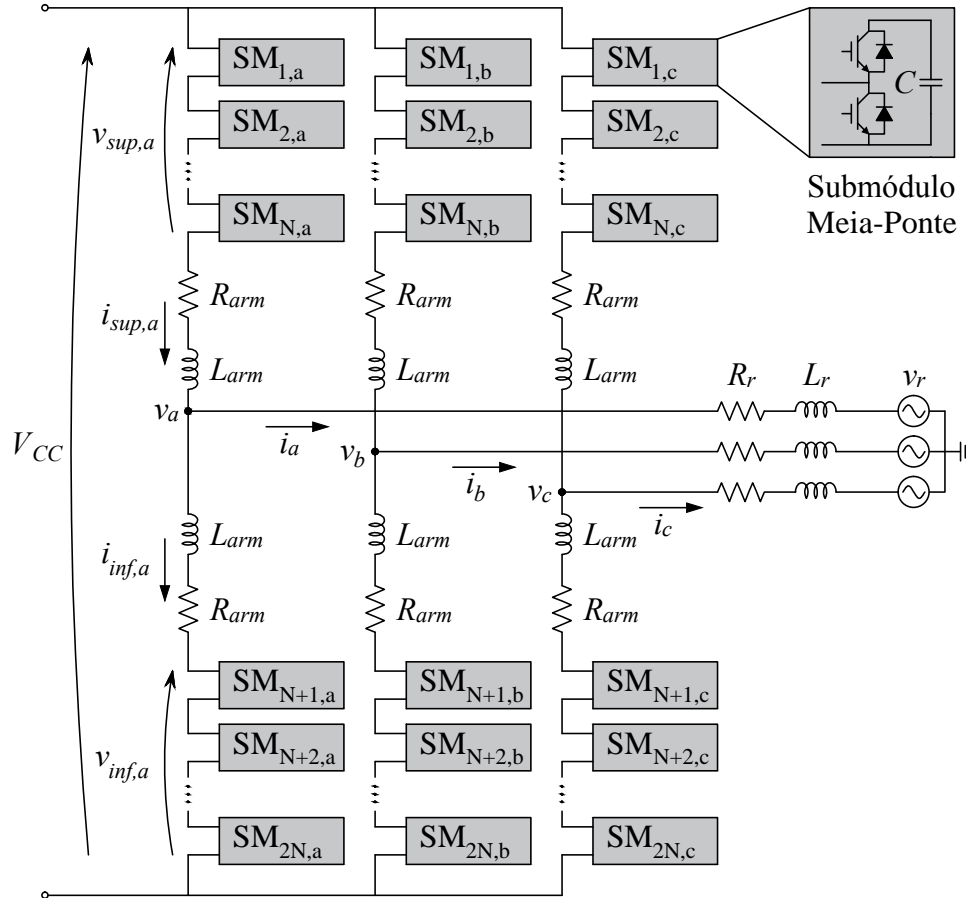 SM1,a
SM1,b
SM1,c
C
vsup,a
SM2,a
SM2,b
SM2,c
Submódulo
Meia-Ponte
SMN,a
SMN,b
SMN,c
Rarm
Rarm
Rarm
isup,a
Larm
Larm
Larm
Rr
Lr
vr
va
VCC
ia
vb
ib
vc
ic
Larm
Larm
Larm
iinf,a
Rarm
Rarm
Rarm
SMN+1,a
SMN+1,b
SMN+1,c
vinf,a
SMN+2,a
SMN+2,b
SMN+2,c
SM2N,a
SM2N,b
SM2N,c